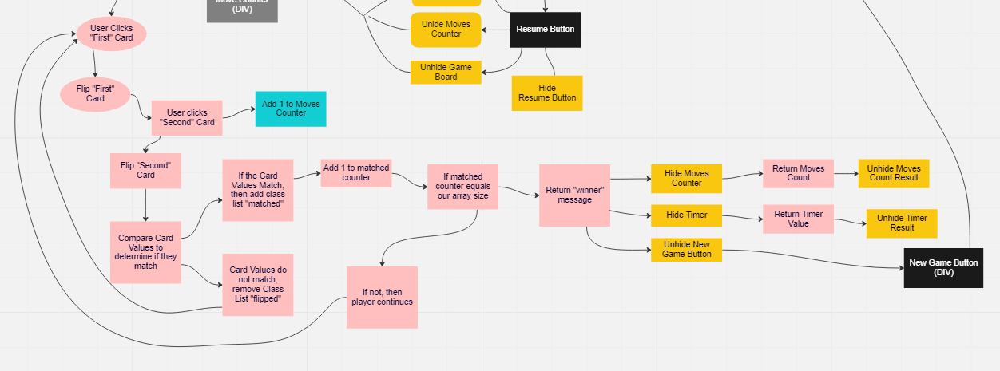 Move Counter
(DIV)
User Clicks
"First" Card
Unide Moves
Counter
Resume Button
Unhide Game
Board
Flip "First"
Card
Hide
Resume Button
User clicks
"Second" Card
Add 1 to Moves
Counter
Flip "Second"
Card
If the Card
Values Match,
then add class
list "matched"
Add 1 to matched
counter
If matched
counter equals
our array size
Return "winner"
message
Hide Moves
Counter
Return Moves
Count
Unhide Moves
Count Result
Hide Timer
Return Timer
Value
Unhide Timer
Result
Compare Card
Values to
determine if they
match
Unhide New
Game Button
New Game Button
(DIV)
Card Values do
not match,
remove Class
List "flipped"
If not, then
player continues